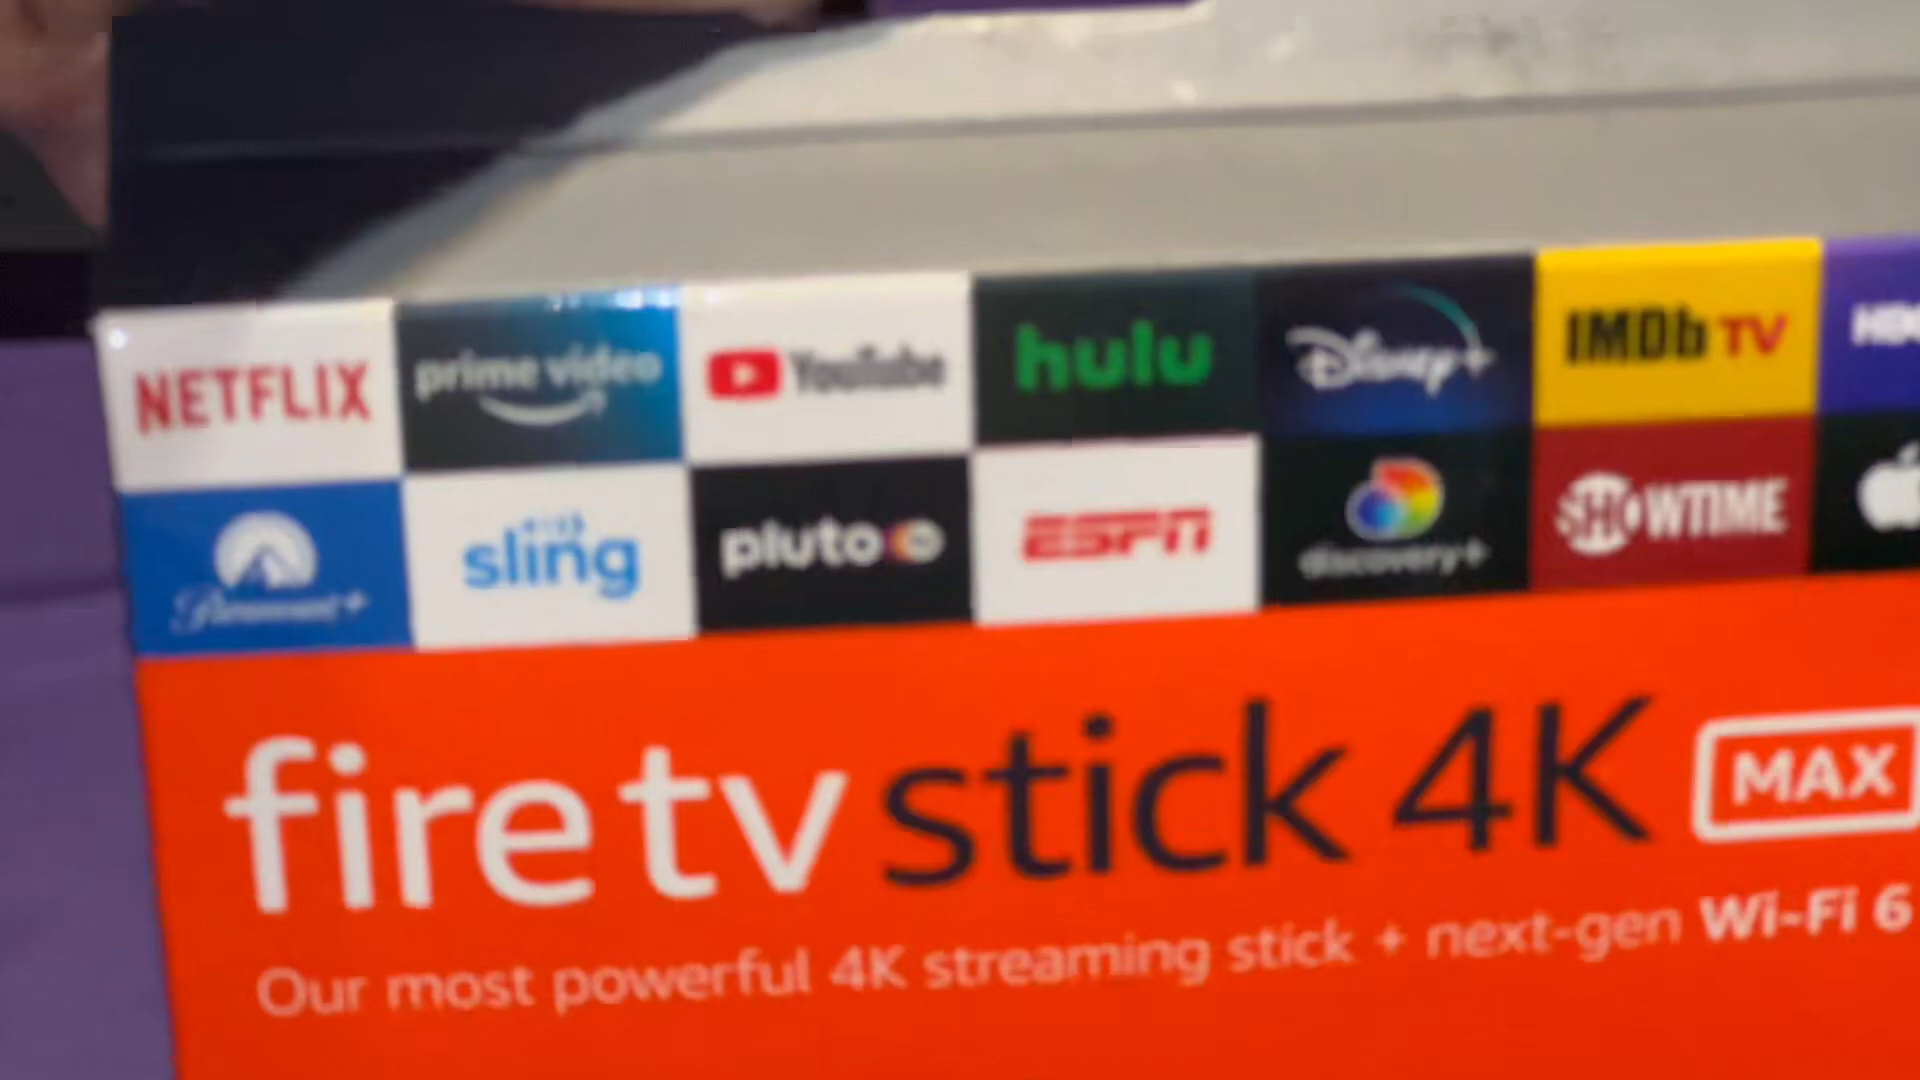 NETFLIX prime video YouTube hulu Disney+ IMDb TV HBO
Paramount+ sling pluto ESPN discovery+ SHOWTIME
fire tv stick 4K MAX
Our most powerful 4K streaming stick + next-gen Wi-Fi 6